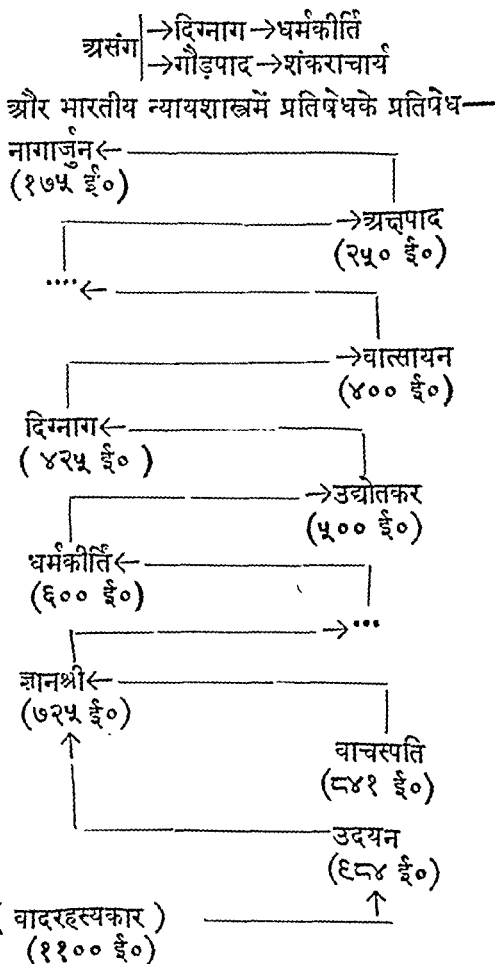 असंग →दिग्नाग →धर्मकीर्ति
→गौड़पाद →शंकराचार्य
और भारतीय न्यायशास्त्रमें प्रतिषेधके प्रतिषेध—
नागार्जुन←
(१७५ ई०)
→अक्षपाद
(२५० ई०)
....←
→वात्सायन
(४०० ई०)
दिग्नाग←
( ४२५ ई० )
→उद्योतकर
(५०० ई०)
धर्मकीर्ति←
(६०० ई०)
→...
ज्ञानश्री←
(७२५ ई०)
वाचस्पति
(८४१ ई०)
उदयन
(९८४ ई०)
( वादरहस्यकार )
(११०० ई०)